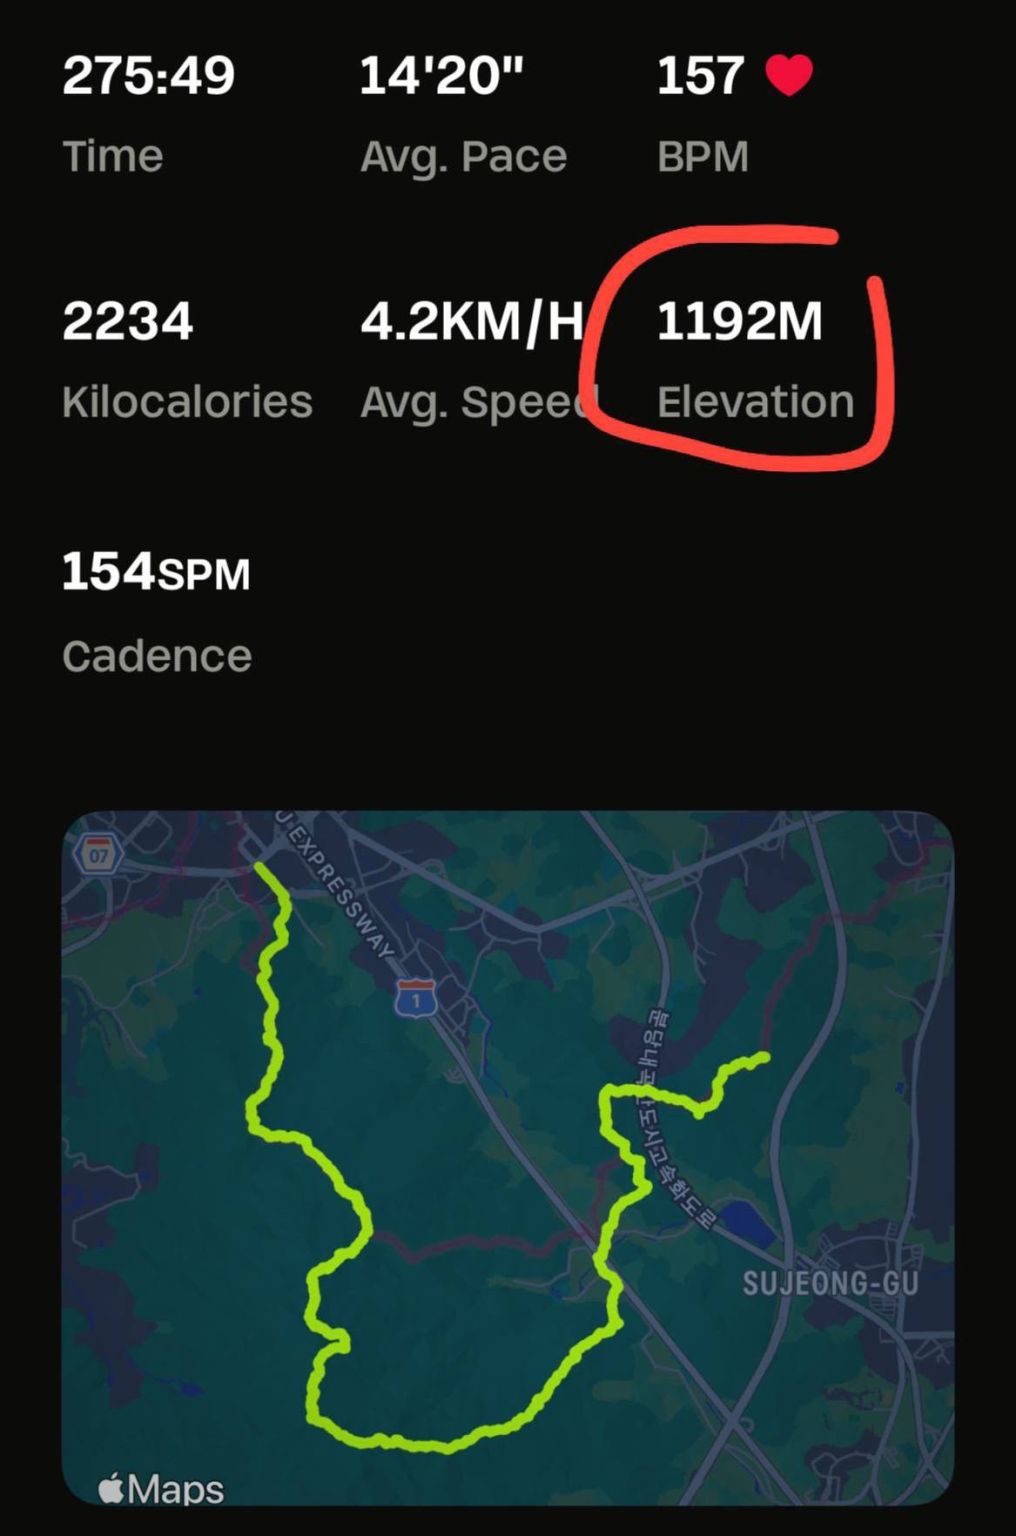 275:49 14'20" 157
Time Avg. Pace BPM
2234 4.2KM/H 1192M
Kilocalories Avg. Speed Elevation
154SPM
Cadence
07
U EXPRESSWAY
1
SUJEONG-GU
Maps